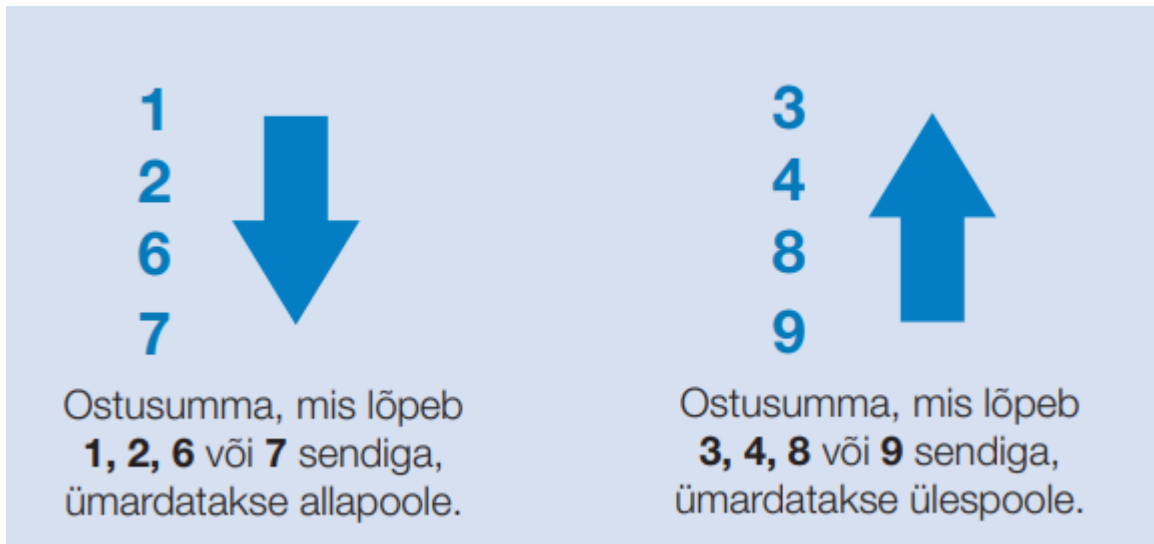 1
2
6
7
Ostusumma, mis lõpeb
1, 2, 6 või 7 sendiga,
ümardatakse allapoole.
3
4
8
9
Ostusumma, mis lõpeb
3, 4, 8 või 9 sendiga,
ümardatakse ülespoole.